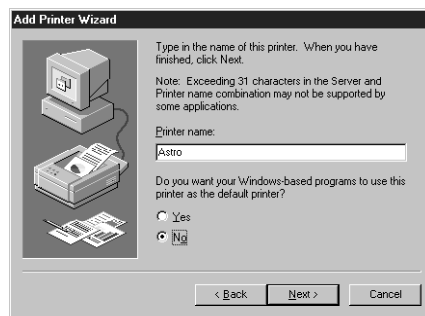 Add Printer Wizard
Type in the name of this printer. When you have
finished, click Next.
Note: Exceeding 31 characters in the Server and
Printer name combination may not be supported by
some applications.
Printer name:
Astro
Do you want your Windows-based programs to use this
printer as the default printer?
Yes
No
< Back
Next >
Cancel